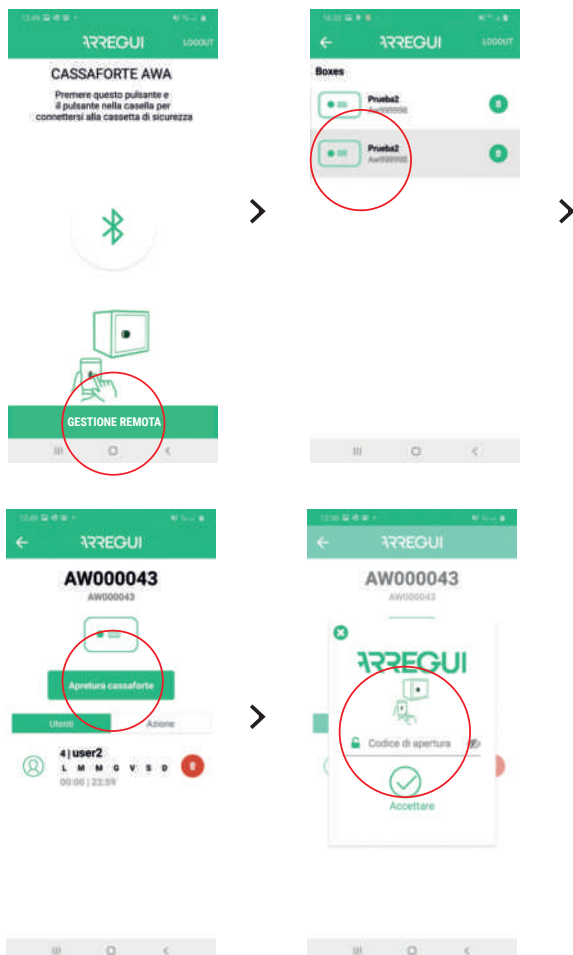 ARREGUI LOGOUT
CASSAFORTE AWA
Premere questo pulsante e
il pulsante nella casella per
connettersi alla cassetta di sicurezza
GESTIONE REMOTA
ARREGUI LOGOUT
Boxes
Prueba2
Prueba2
ARREGUI
AW000043
AW000043
Apretura cassaforte
Utenti Azione
4|user2
L M M G V S D
00:00 | 23:59
ARREGUI
AW000043
AW000043
ARREGUI
Codice di apertura
Accettare